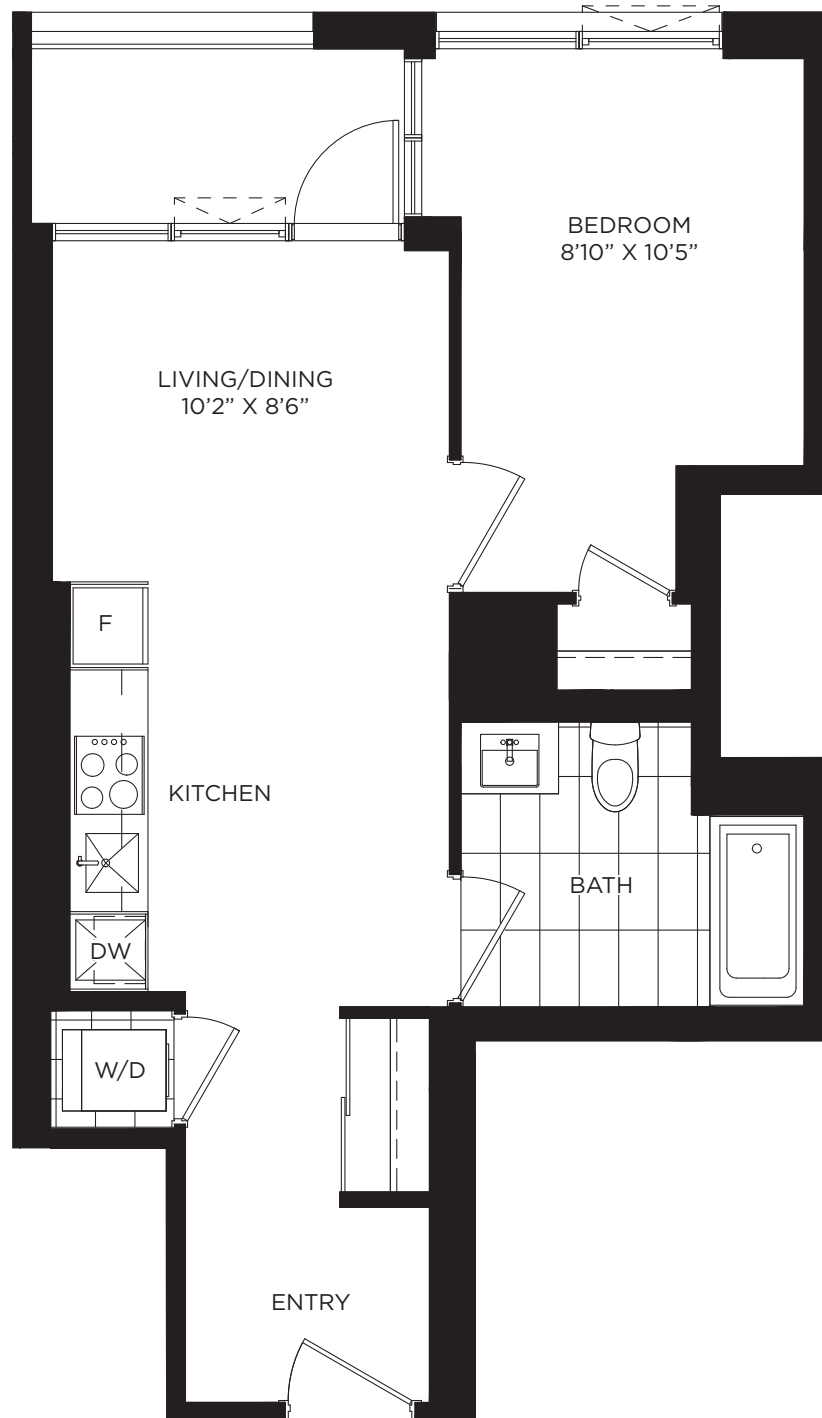 BEDROOM
8’10” X 10’5”
LIVING/DINING
10’2” X 8’6”
F
KITCHEN
BATH
DW
W/D
ENTRY